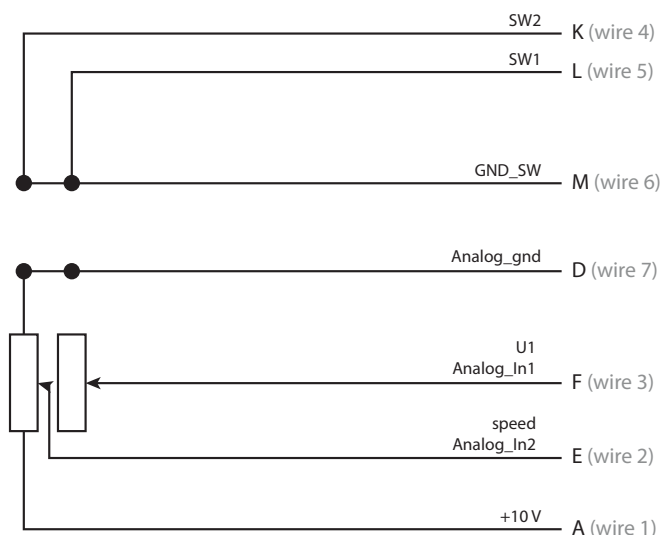 SW2
K (wire 4)
SW1
L (wire 5)
GND_SW
M (wire 6)
Analog_gnd
D (wire 7)
U1
Analog_In1
F (wire 3)
speed
Analog_In2
E (wire 2)
+10 V
A (wire 1)